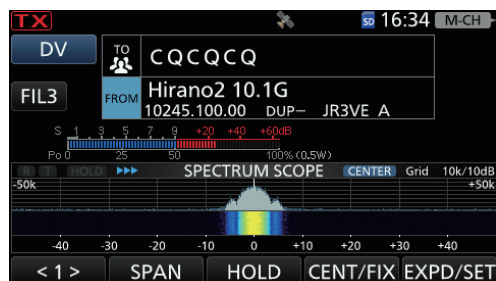 TX SD 16:34 M-CH
DV TO CQCQCQ
FIL3 FROM Hirano2 10.1G
10245.100.00 DUP− JR3VE A
S 1 3 5 7 9 +20 +40 +60dB
Po 0 25 50 100% (0.5W)
R T HOLD SPECTRUM SCOPE CENTER Grid 10k/10dB
-50k +50k
-40 -30 -20 -10 0 +10 +20 +30 +40
< 1 > SPAN HOLD CENT/FIX EXPD/SET